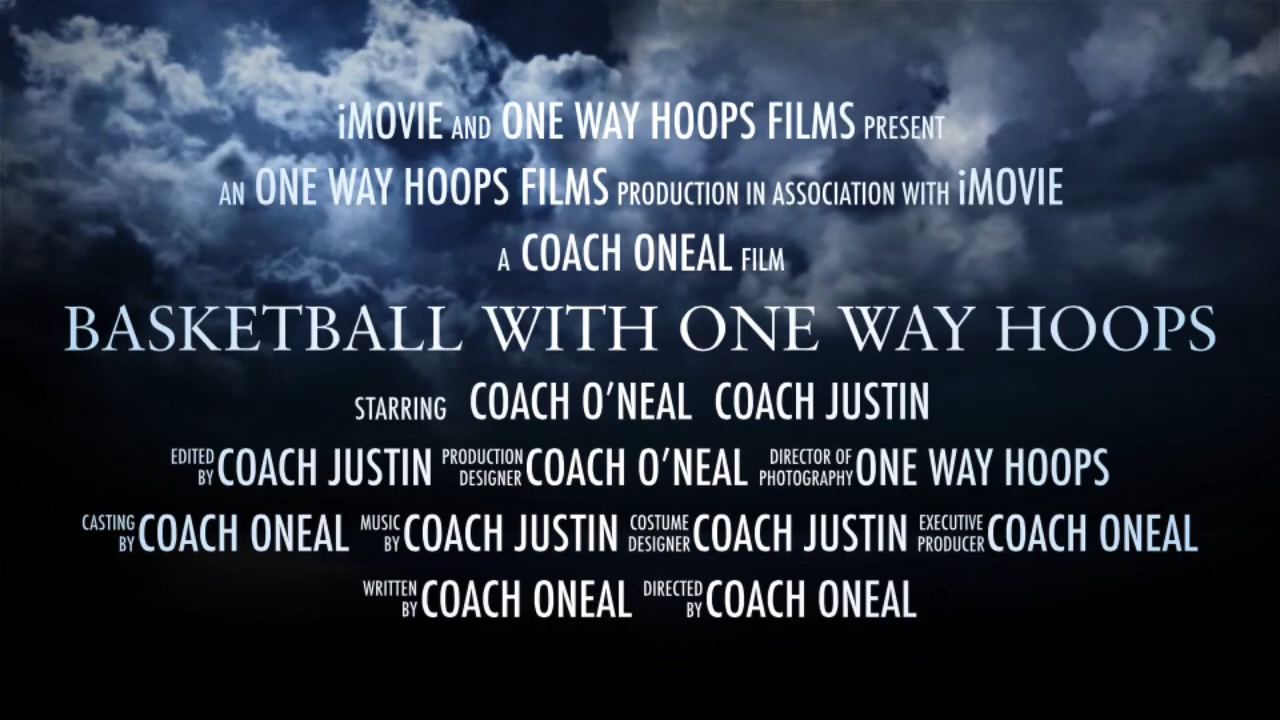 iMOVIE AND ONE WAY HOOPS FILMS PRESENT
AN ONE WAY HOOPS FILMS PRODUCTION IN ASSOCIATION WITH iMOVIE
A COACH ONEAL FILM
BASKETBALL WITH ONE WAY HOOPS
STARRING COACH O'NEAL COACH JUSTIN
EDITED BY COACH JUSTIN PRODUCTION DESIGNER COACH O'NEAL DIRECTOR OF PHOTOGRAPHY ONE WAY HOOPS
CASTING BY COACH ONEAL MUSIC BY COACH JUSTIN COSTUME DESIGNER COACH JUSTIN EXECUTIVE PRODUCER COACH ONEAL
WRITTEN BY COACH ONEAL DIRECTED BY COACH ONEAL